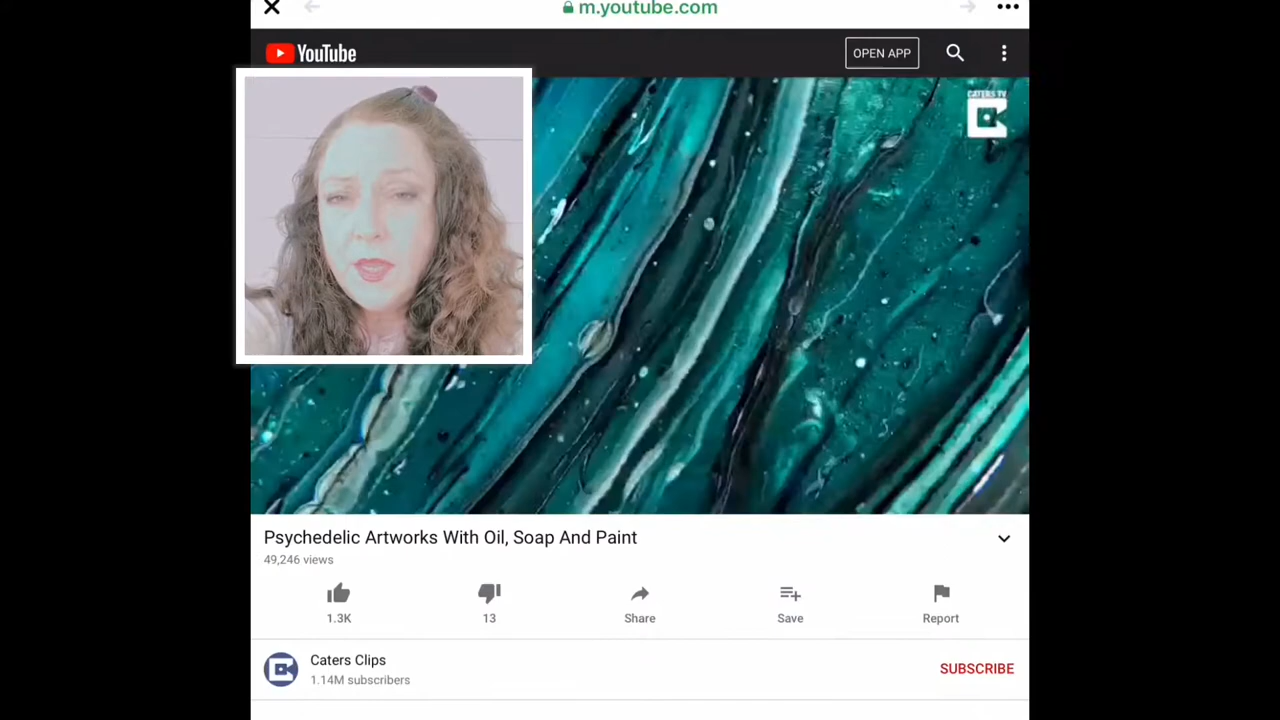 m.youtube.com
YouTube
OPEN APP
CATERS TV
Psychedelic Artworks With Oil, Soap And Paint
49,246 views
1.3K
13
Share
Save
Report
Caters Clips
1.14M subscribers
SUBSCRIBE